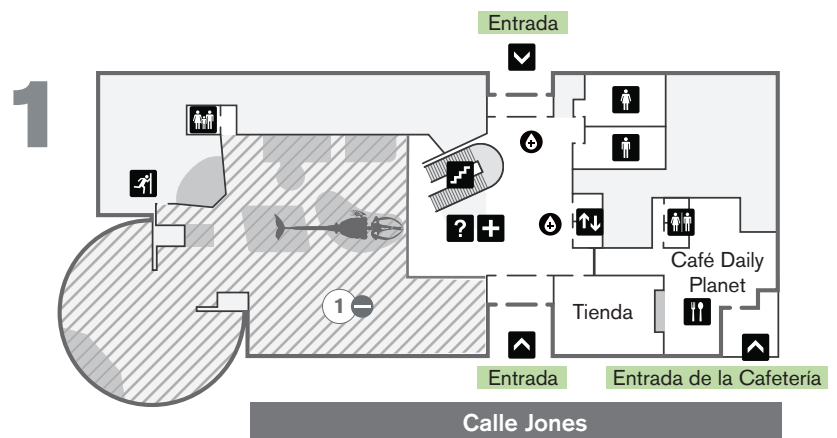 Entrada
1
?
Café Daily
Planet
1
Tienda
Entrada
Entrada de la Cafetería
Calle Jones